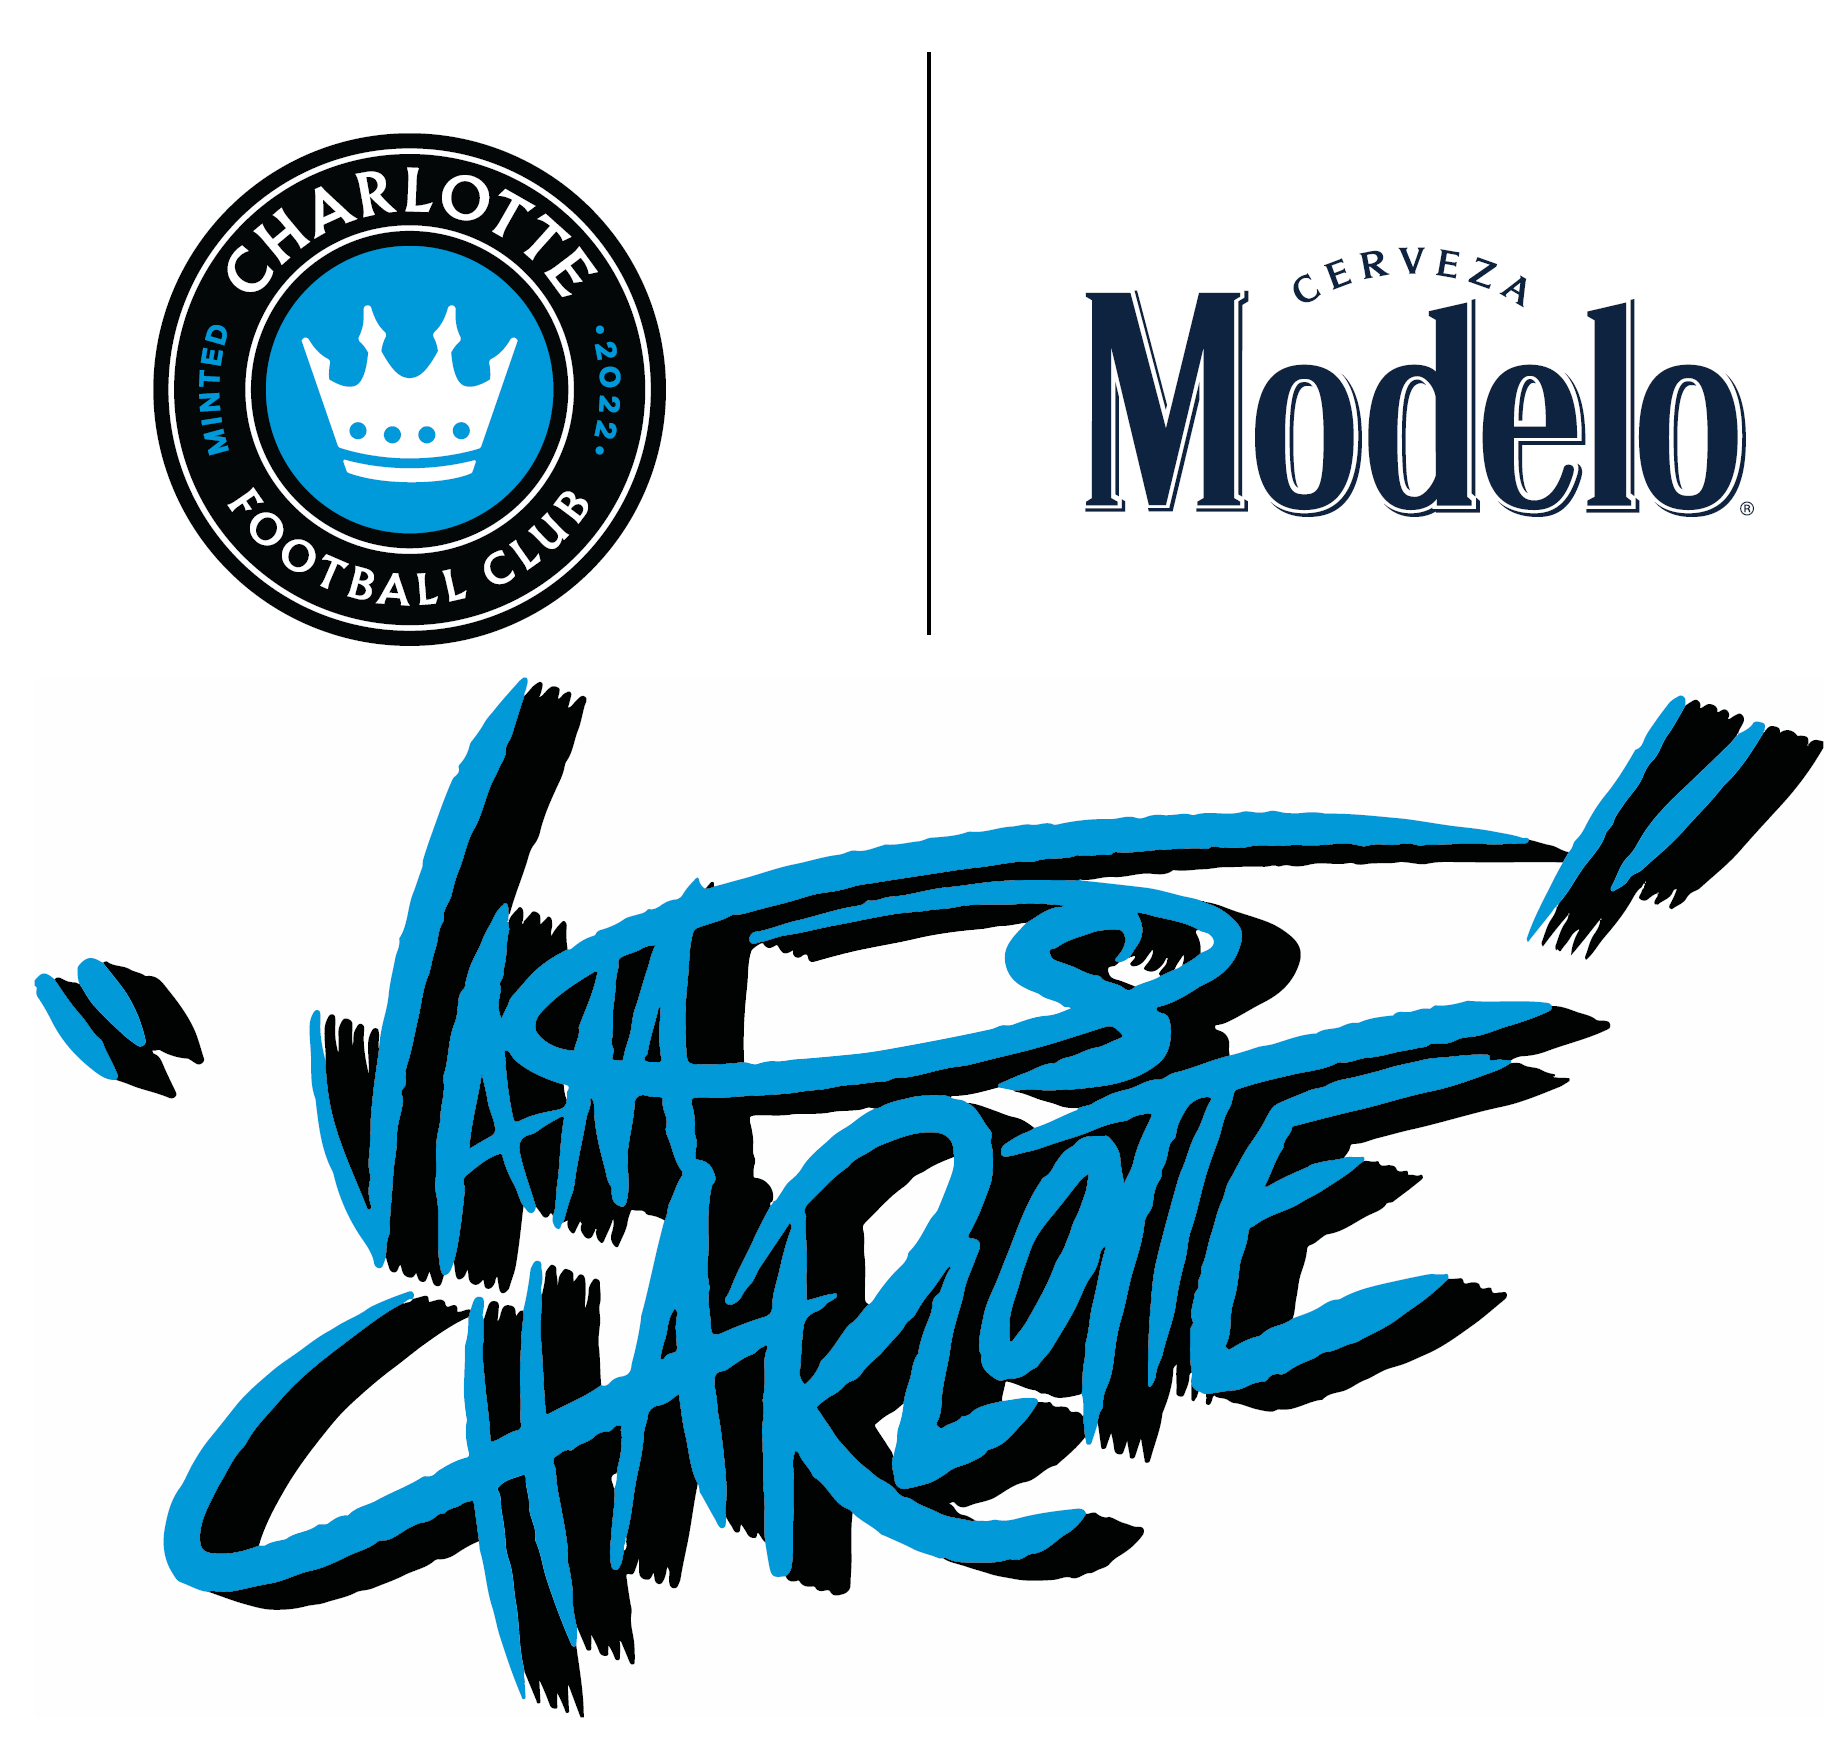 CHARLOTTE
MINTED
·2022·
FOOTBALL CLUB
CERVEZA
Modelo®
VAMOS
CHARLOTTE